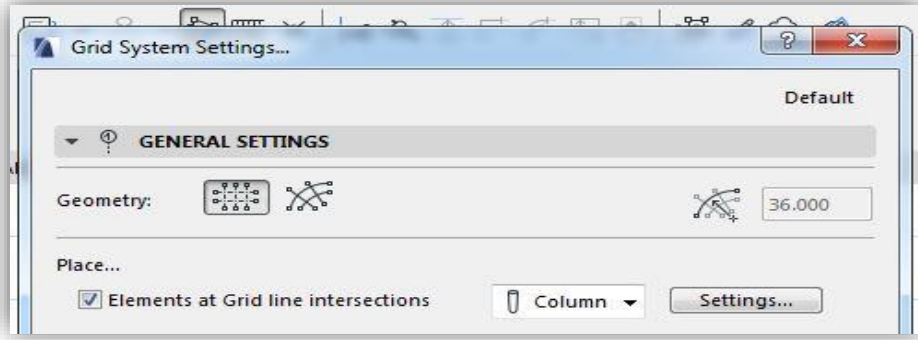 Grid System Settings...
Default
GENERAL SETTINGS
Geometry:
36.000
Place...
Elements at Grid line intersections
Column
Settings...